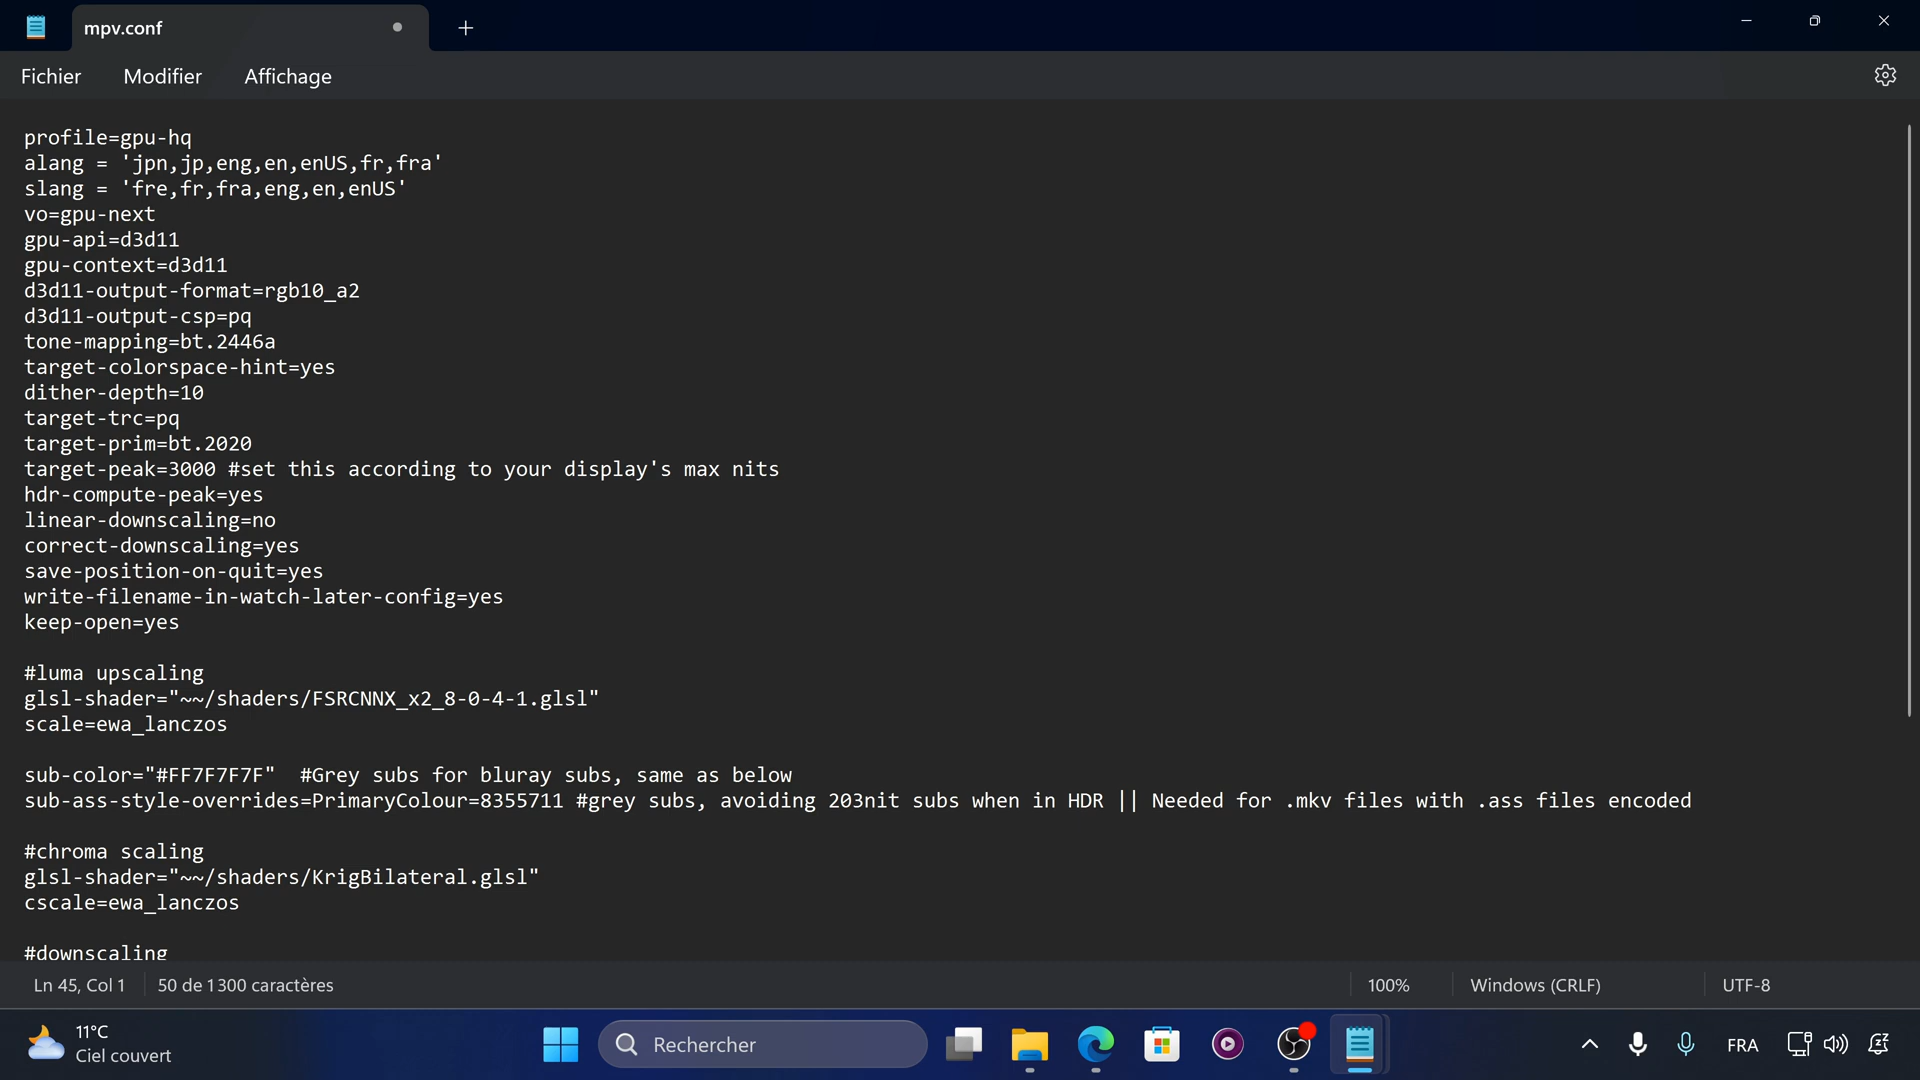 mpv.conf
Fichier Modifier Affichage
profile=gpu-hq
alang = 'jpn,jp,eng,en,enUS,fr,fra'
slang = 'fre,fr,fra,eng,en,enUS'
vo=gpu-next
gpu-api=d3d11
gpu-context=d3d11
d3d11-output-format=rgb10_a2
d3d11-output-csp=pq
tone-mapping=bt.2446a
target-colorspace-hint=yes
dither-depth=10
target-trc=pq
target-prim=bt.2020
target-peak=3000 #set this according to your display's max nits
hdr-compute-peak=yes
linear-downscaling=no
correct-downscaling=yes
save-position-on-quit=yes
write-filename-in-watch-later-config=yes
keep-open=yes
#luma upscaling
glsl-shader="~~/shaders/FSRCNNX_x2_8-0-4-1.glsl"
scale=ewa_lanczos
sub-color="#FF7F7F7F"  #Grey subs for bluray subs, same as below
sub-ass-style-overrides=PrimaryColour=8355711 #grey subs, avoiding 203nit subs when in HDR || Needed for .mkv files with .ass files encoded
#chroma scaling
glsl-shader="~~/shaders/KrigBilateral.glsl"
cscale=ewa_lanczos
#downscaling
Ln 45, Col 1 50 de 1 300 caractères 100% Windows (CRLF) UTF-8
11°C
Ciel couvert
Rechercher
FRA